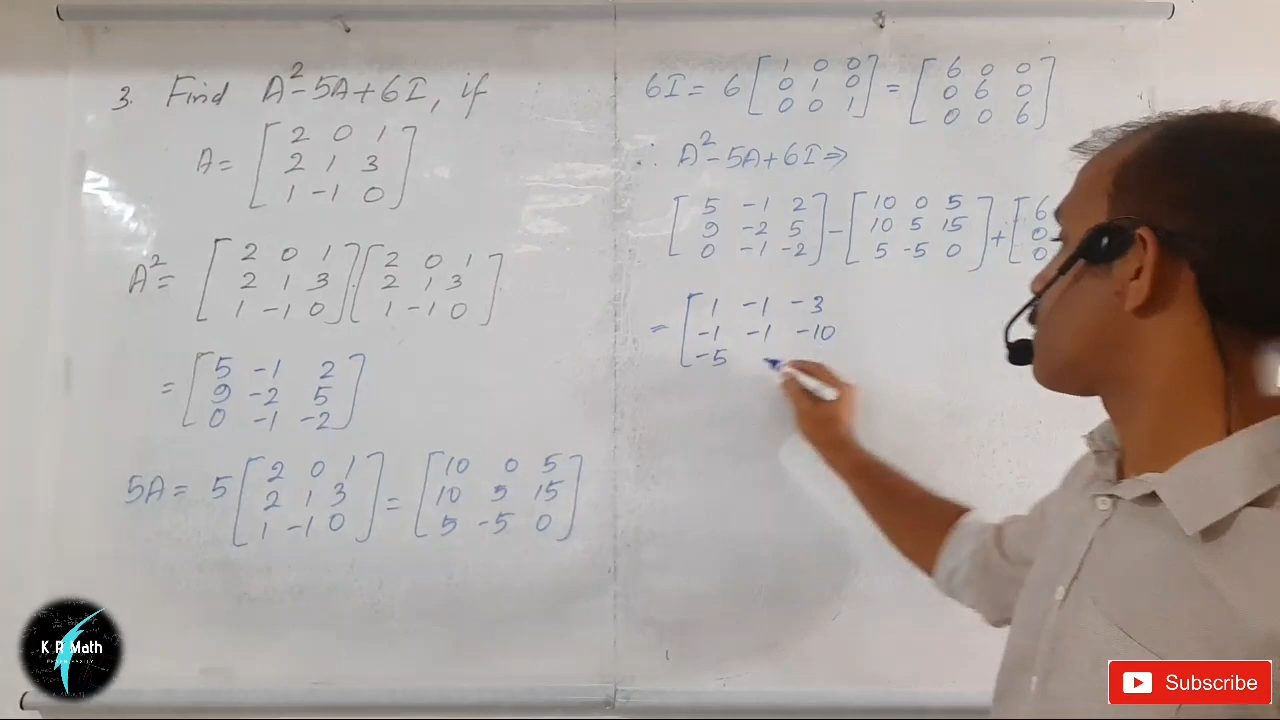 3. Find A²-5A+6I, if
A= [ 2 0 1
2 1 3
1 -1 0 ]
A²= [ 2 0 1 ] . [ 2 0 1 ]
2 1 3 2 1 3
1 -1 0 1 -1 0
= [ 5 -1 2
9 -2 5
0 -1 -2 ]
5A= 5 [ 2 0 1 ] = [ 10 0 5 ]
2 1 3 10 5 15
1 -1 0 5 -5 0
6I= 6 [ 1 0 0 ] = [ 6 0 0 ]
0 1 0 0 6 0
0 0 1 0 0 6
∴ A²-5A+6I ⇒
[ 5 -1 2 ] - [ 10 0 5 ] + [ 6
9 -2 5 10 5 15 0
0 -1 -2 5 -5 0 0
= [ 1 -1 -3
-1 -1 -10
-5
K R Math
Subscribe